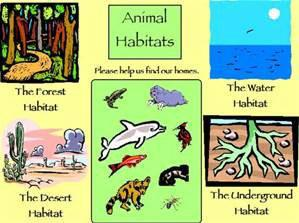 Animal
Habitats
Please help us find our homes.
The Forest
Habitat
The Water
Habitat
The Desert
Habitat
The Underground
Habitat